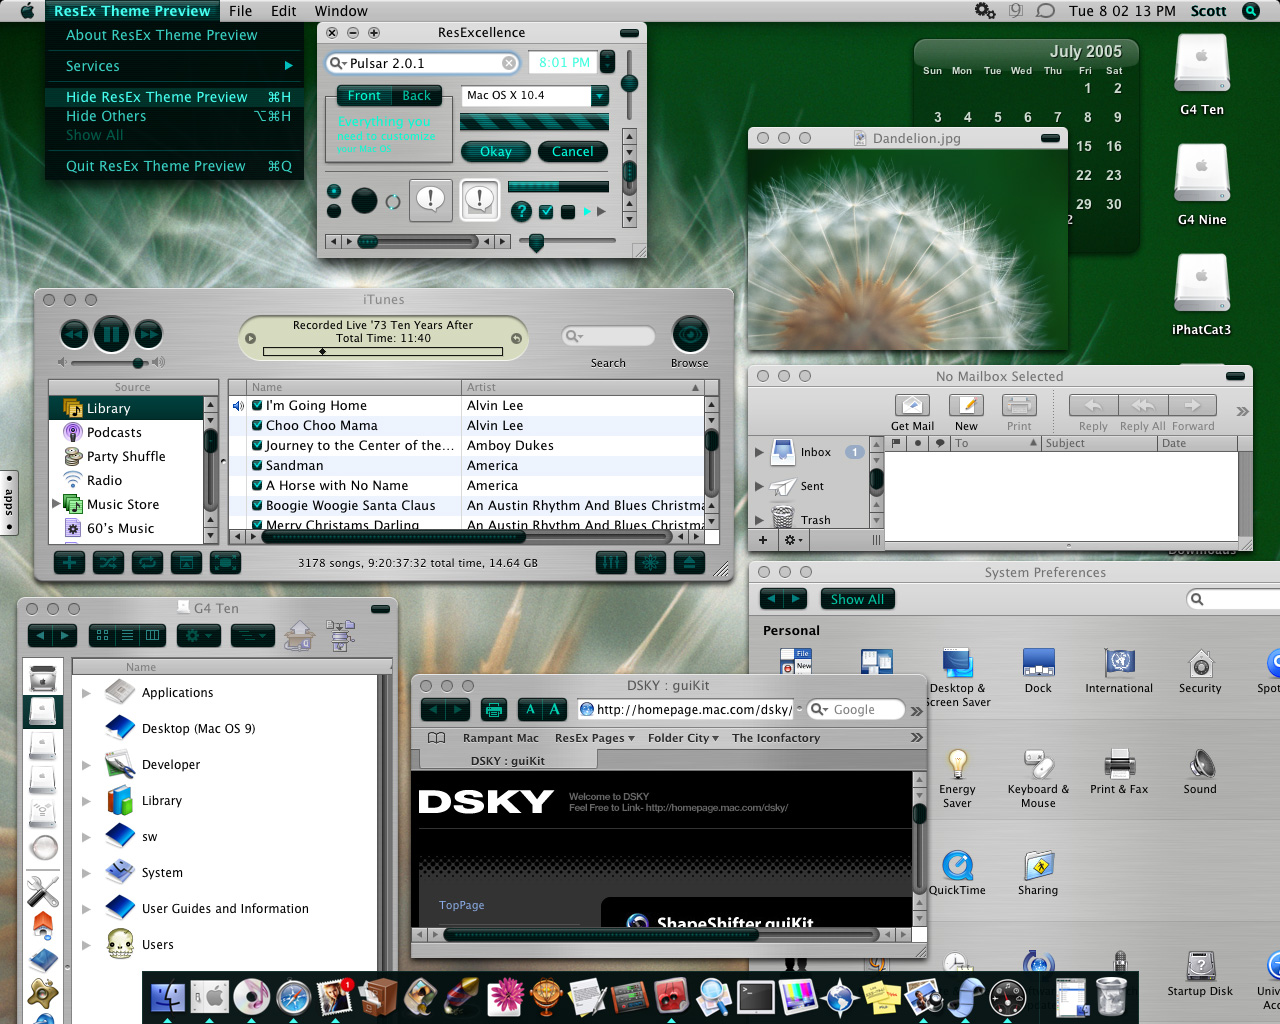 ResEx Theme Preview File Edit Window
Tue 8 02 13 PM Scott
About ResEx Theme Preview
Services
Hide ResEx Theme Preview ⌘H
Hide Others ⌥⌘H
Show All
Quit ResEx Theme Preview ⌘Q
ResExcellence
Pulsar 2.0.1
8:01 PM
Front Back
Mac OS X 10.4
Everything you
need to customize
your Mac OS
Okay Cancel
July 2005
Sun Mon Tue Wed Thu Fri Sat
1 2
3 4 5 6 7 8 9
15 16
22 23
29 30
2
G4 Ten
G4 Nine
iPhatCat3
Dandelion.jpg
iTunes
Recorded Live '73 Ten Years After
Total Time: 11:40
Search
Browse
Source
Library
Podcasts
Party Shuffle
Radio
Music Store
60's Music
Name Artist
I'm Going Home Alvin Lee
Choo Choo Mama Alvin Lee
Journey to the Center of the... Amboy Dukes
Sandman America
A Horse with No Name America
Boogie Woogie Santa Claus An Austin Rhythm And Blues Christma
Merry Christams Darling An Austin Rhythm And Blues Christma
3178 songs, 9:20:37:32 total time, 14.64 GB
apps
No Mailbox Selected
Get Mail New Print Reply Reply All Forward
To Subject Date
Inbox 1
Sent
Trash
Downloads
System Preferences
Show All
Personal
File
New
Desktop &
Screen Saver
Dock
International
Security
Spot
Energy
Saver
Keyboard &
Mouse
Print & Fax
Sound
QuickTime
Sharing
Startup Disk
Univ
Acc
G4 Ten
Name
Applications
Desktop (Mac OS 9)
Developer
Library
sw
System
User Guides and Information
Users
DSKY : guiKit
A A
http://homepage.mac.com/dsky/
Google
Rampant Mac ResEx Pages Folder City The Iconfactory
DSKY : guiKit
DSKY
Welcome to DSKY
Feel Free to Link- http://homepage.mac.com/dsky/
TopPage
ShapeShifter guiKit
1